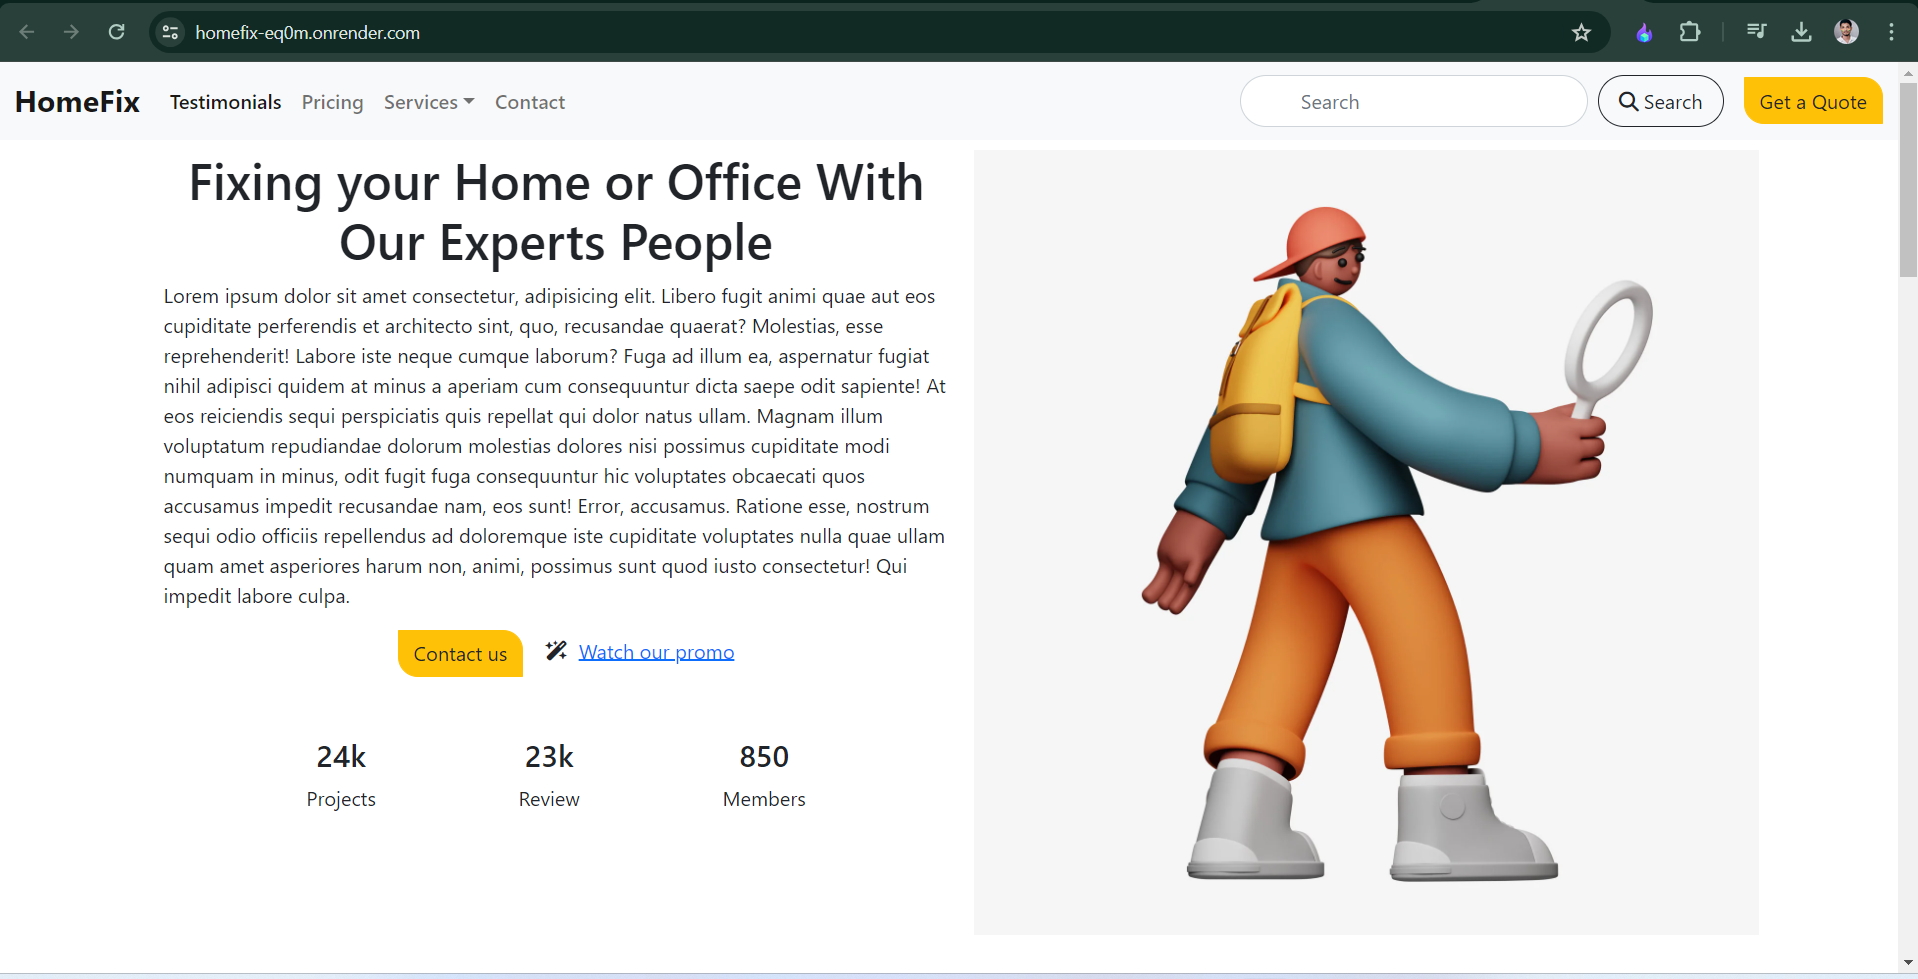 homefix-eq0m.onrender.com
HomeFix Testimonials Pricing Services Contact Search Search Get a Quote
Fixing your Home or Office With
Our Experts People
Lorem ipsum dolor sit amet consectetur, adipisicing elit. Libero fugit animi quae aut eos
cupiditate perferendis et architecto sint, quo, recusandae quaerat? Molestias, esse
reprehenderit! Labore iste neque cumque laborum? Fuga ad illum ea, aspernatur fugiat
nihil adipisci quidem at minus a aperiam cum consequuntur dicta saepe odit sapiente! At
eos reiciendis sequi perspiciatis quis repellat qui dolor natus ullam. Magnam illum
voluptatum repudiandae dolorum molestias dolores nisi possimus cupiditate modi
numquam in minus, odit fugit fuga consequuntur hic voluptates obcaecati quos
accusamus impedit recusandae nam, eos sunt! Error, accusamus. Ratione esse, nostrum
sequi odio officiis repellendus ad doloremque iste cupiditate voluptates nulla quae ullam
quam amet asperiores harum non, animi, possimus sunt quod iusto consectetur! Qui
impedit labore culpa.
Contact us Watch our promo
24k 23k 850
Projects Review Members